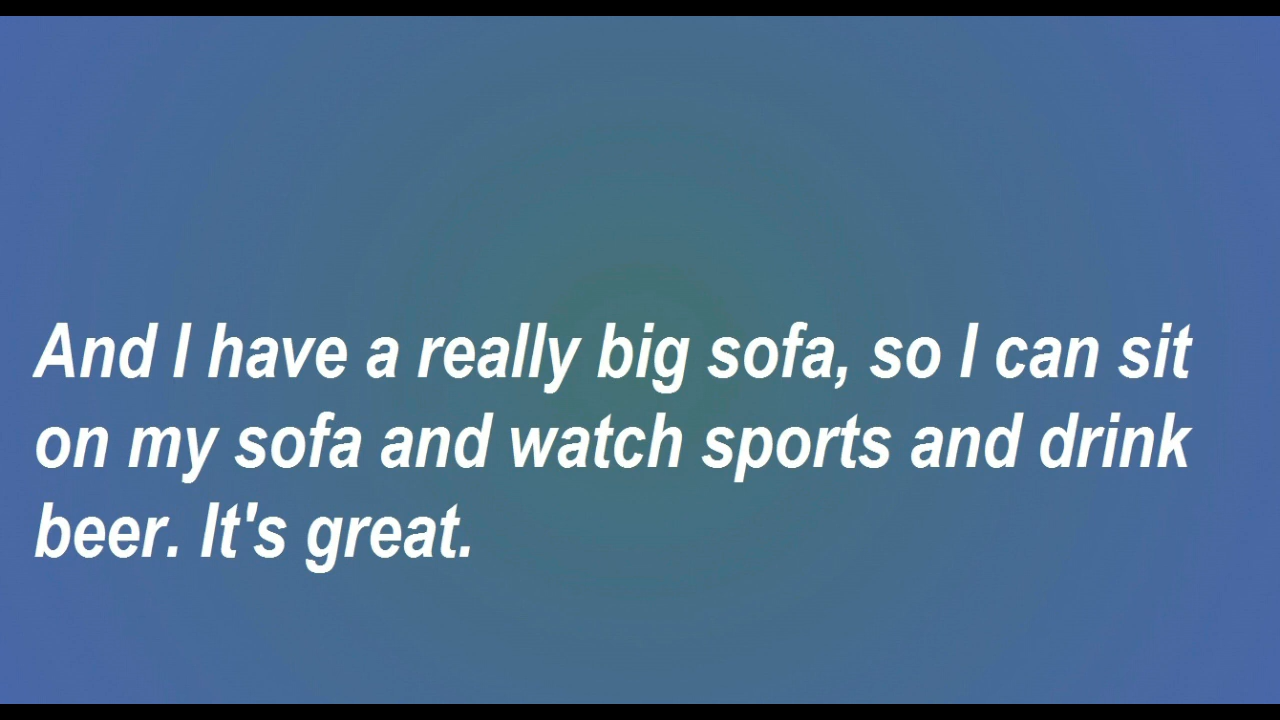 And I have a really big sofa, so I can sit
on my sofa and watch sports and drink
beer. It's great.